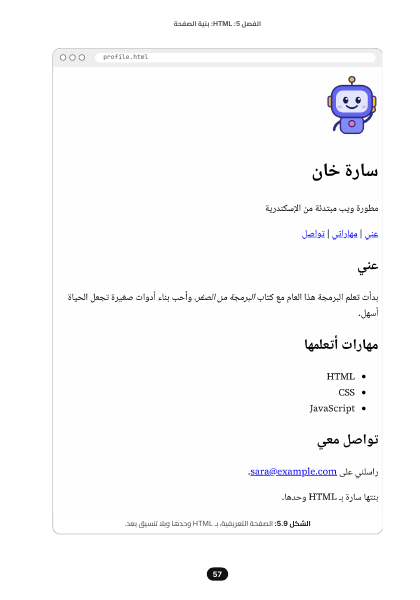 الفصل 5: HTML: بنية الصفحة
profile.html
سارة خان
مطورة ويب مبتدئة من الإسكندرية
عني | مهاراتي | تواصل
عني
بدأت تعلم البرمجة هذا العام مع كتاب البرمجة من الصفر، وأحب بناء أدوات صغيرة تجعل الحياة
أسهل.
مهارات أتعلمها
HTML
CSS
JavaScript
تواصل معي
راسلني على sara@example.com.
بنتها سارة بـ HTML وحدها.
الشكل 5.9: الصفحة التعريفية، بـ HTML وحدها وبلا تنسيق بعد.
57